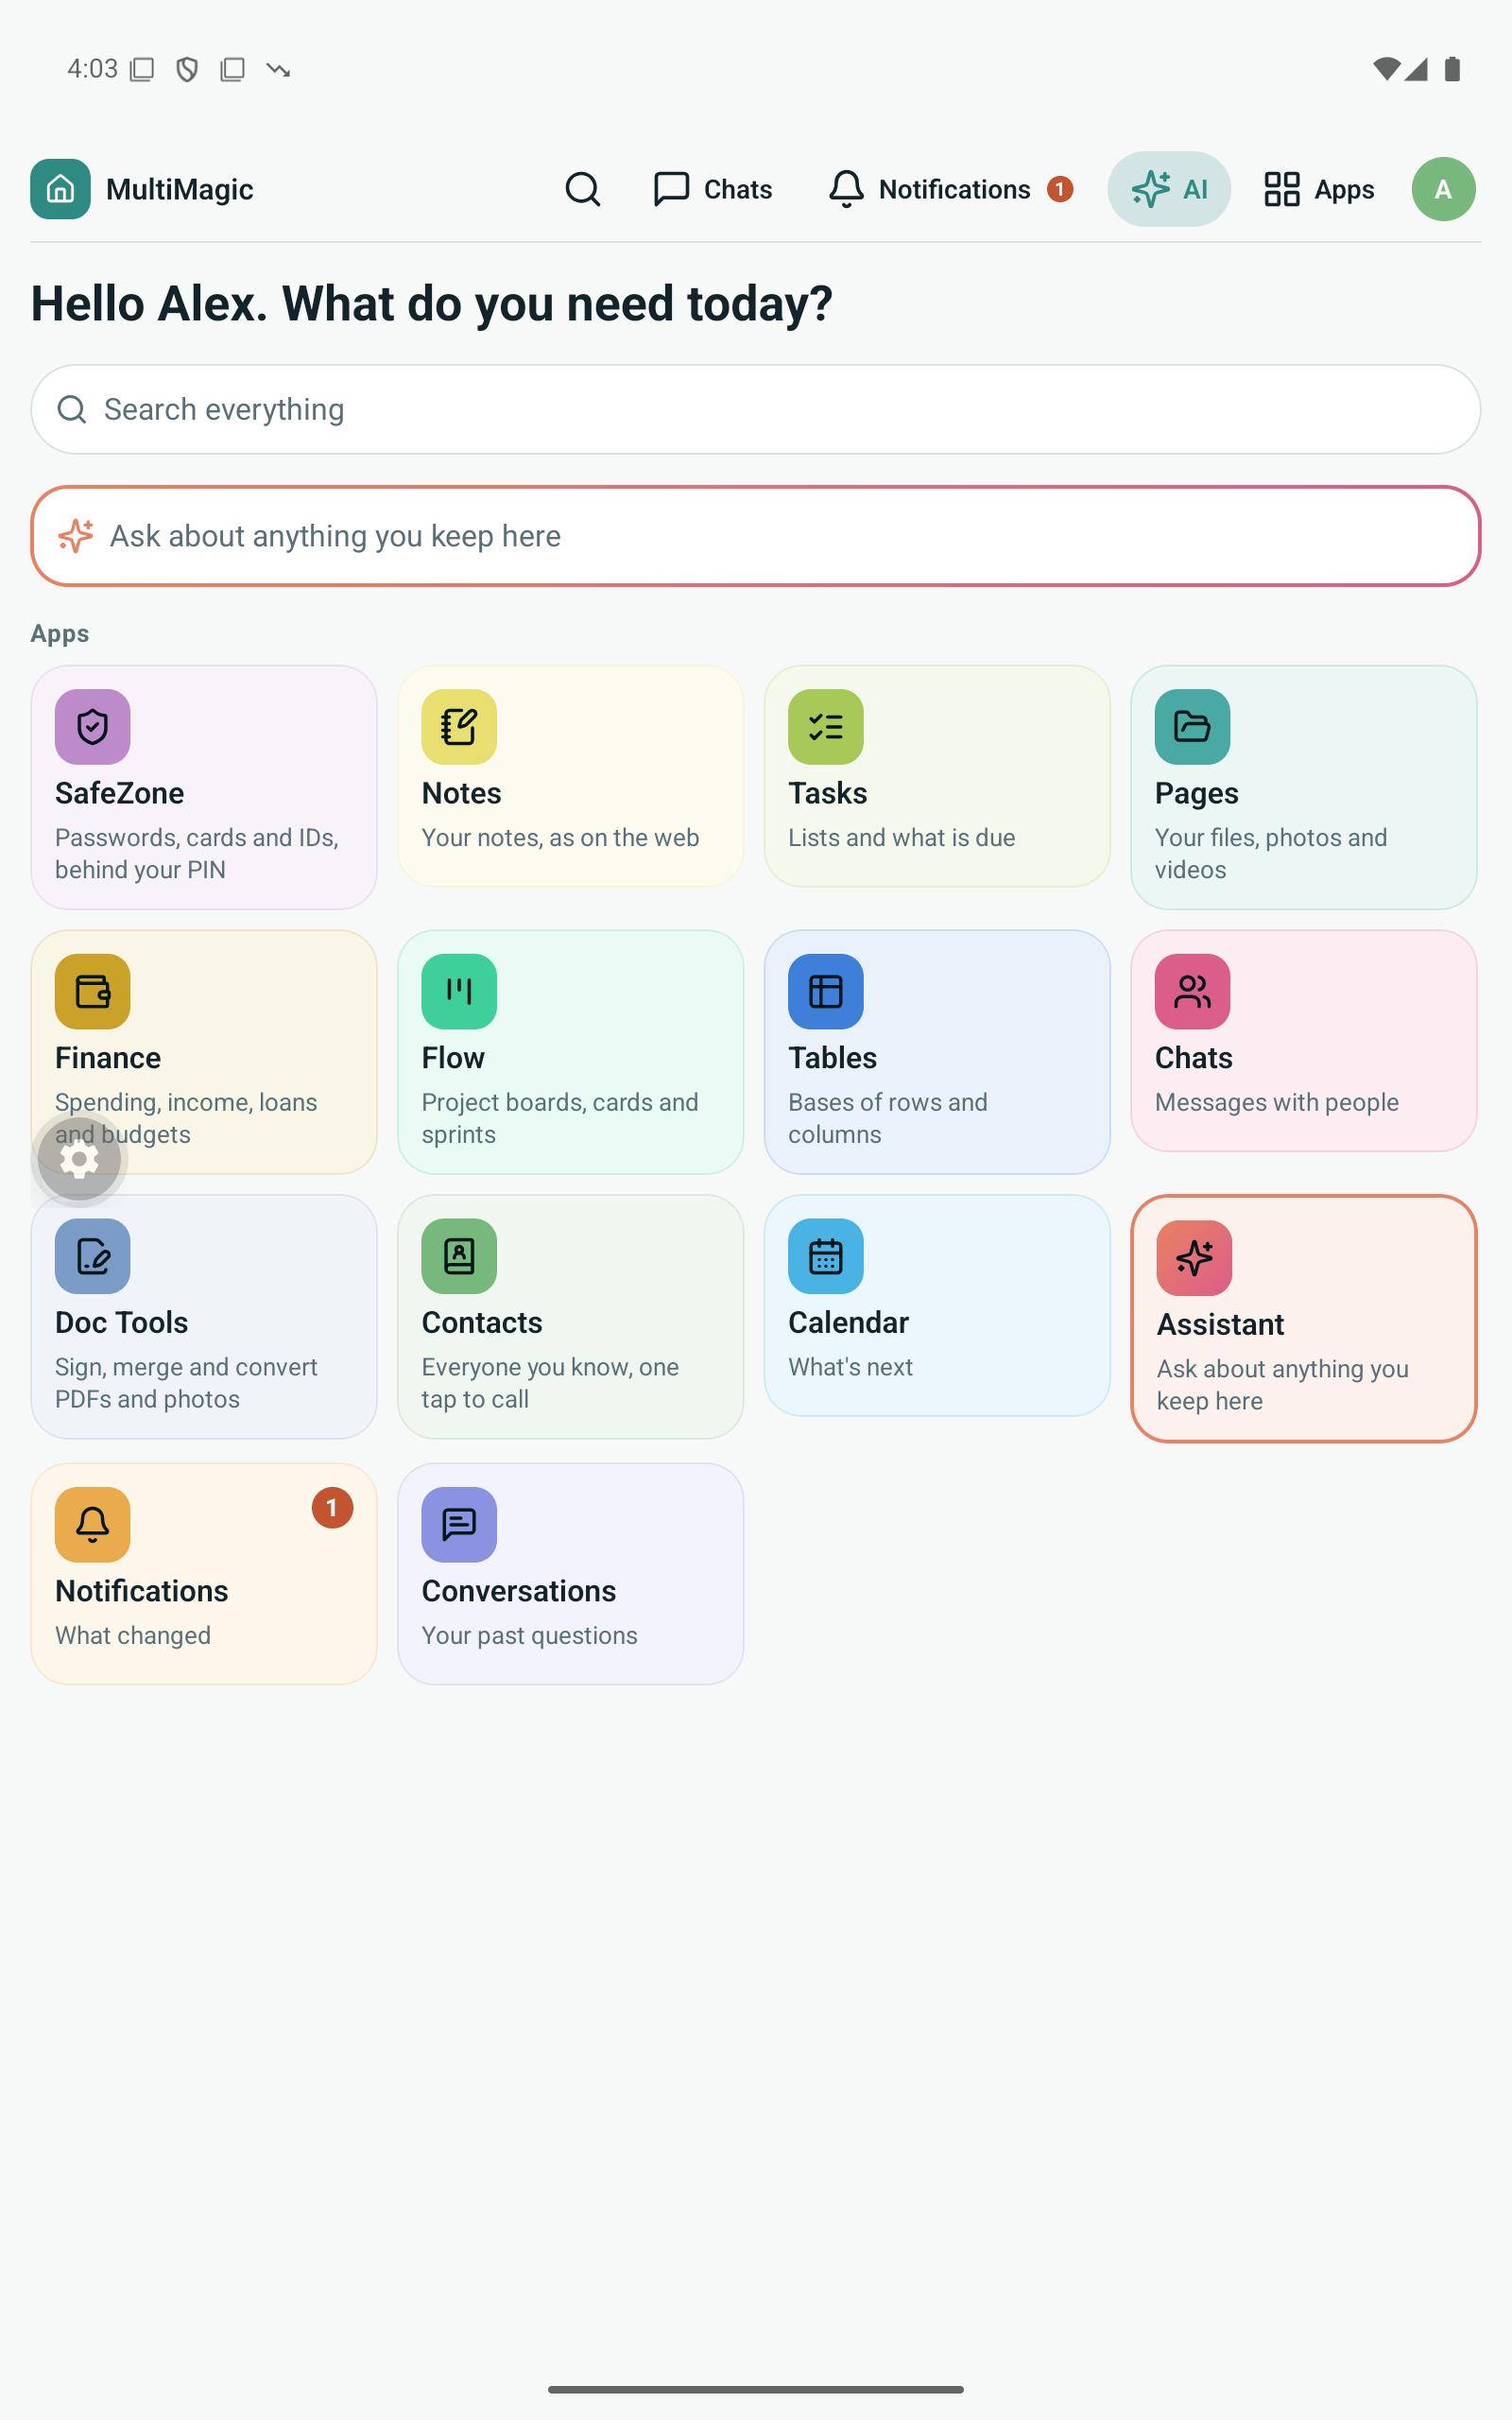 4:03
MultiMagic
Chats
Notifications 1
AI
Apps
A
Hello Alex. What do you need today?
Search everything
Ask about anything you keep here
Apps
SafeZone
Passwords, cards and IDs,
behind your PIN
Notes
Your notes, as on the web
Tasks
Lists and what is due
Pages
Your files, photos and
videos
Finance
Spending, income, loans
and budgets
Flow
Project boards, cards and
sprints
Tables
Bases of rows and
columns
Chats
Messages with people
Doc Tools
Sign, merge and convert
PDFs and photos
Contacts
Everyone you know, one
tap to call
Calendar
What's next
Assistant
Ask about anything you
keep here
1
Notifications
What changed
Conversations
Your past questions